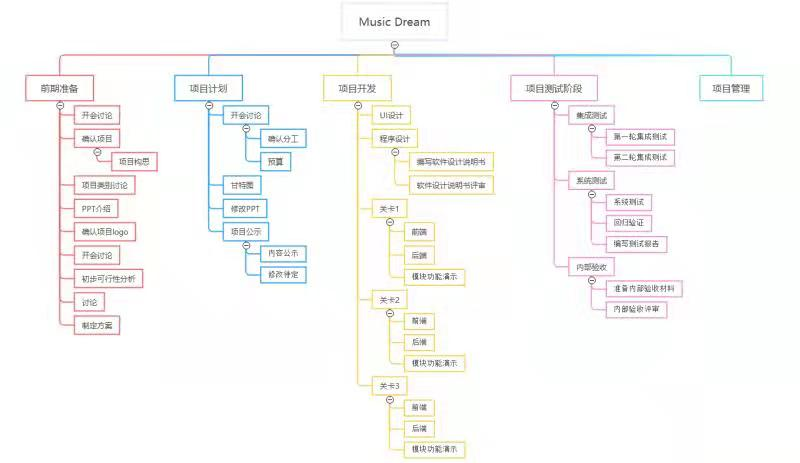 Music Dream
前期准备
开会讨论
确认项目
项目构思
项目类别讨论
PPT介绍
确认项目logo
开会讨论
初步可行性分析
讨论
制定方案
项目计划
开会讨论
确认分工
预算
甘特图
修改PPT
项目公示
内容公示
修改待定
项目开发
UI设计
程序设计
编写软件设计说明书
软件设计说明书评审
关卡1
前端
后端
模块功能演示
关卡2
前端
后端
模块功能演示
关卡3
前端
后端
模块功能演示
项目测试阶段
集成测试
第一轮集成测试
第二轮集成测试
系统测试
系统测试
回归验证
编写测试报告
内部验收
准备内部验收材料
内部验收评审
项目管理